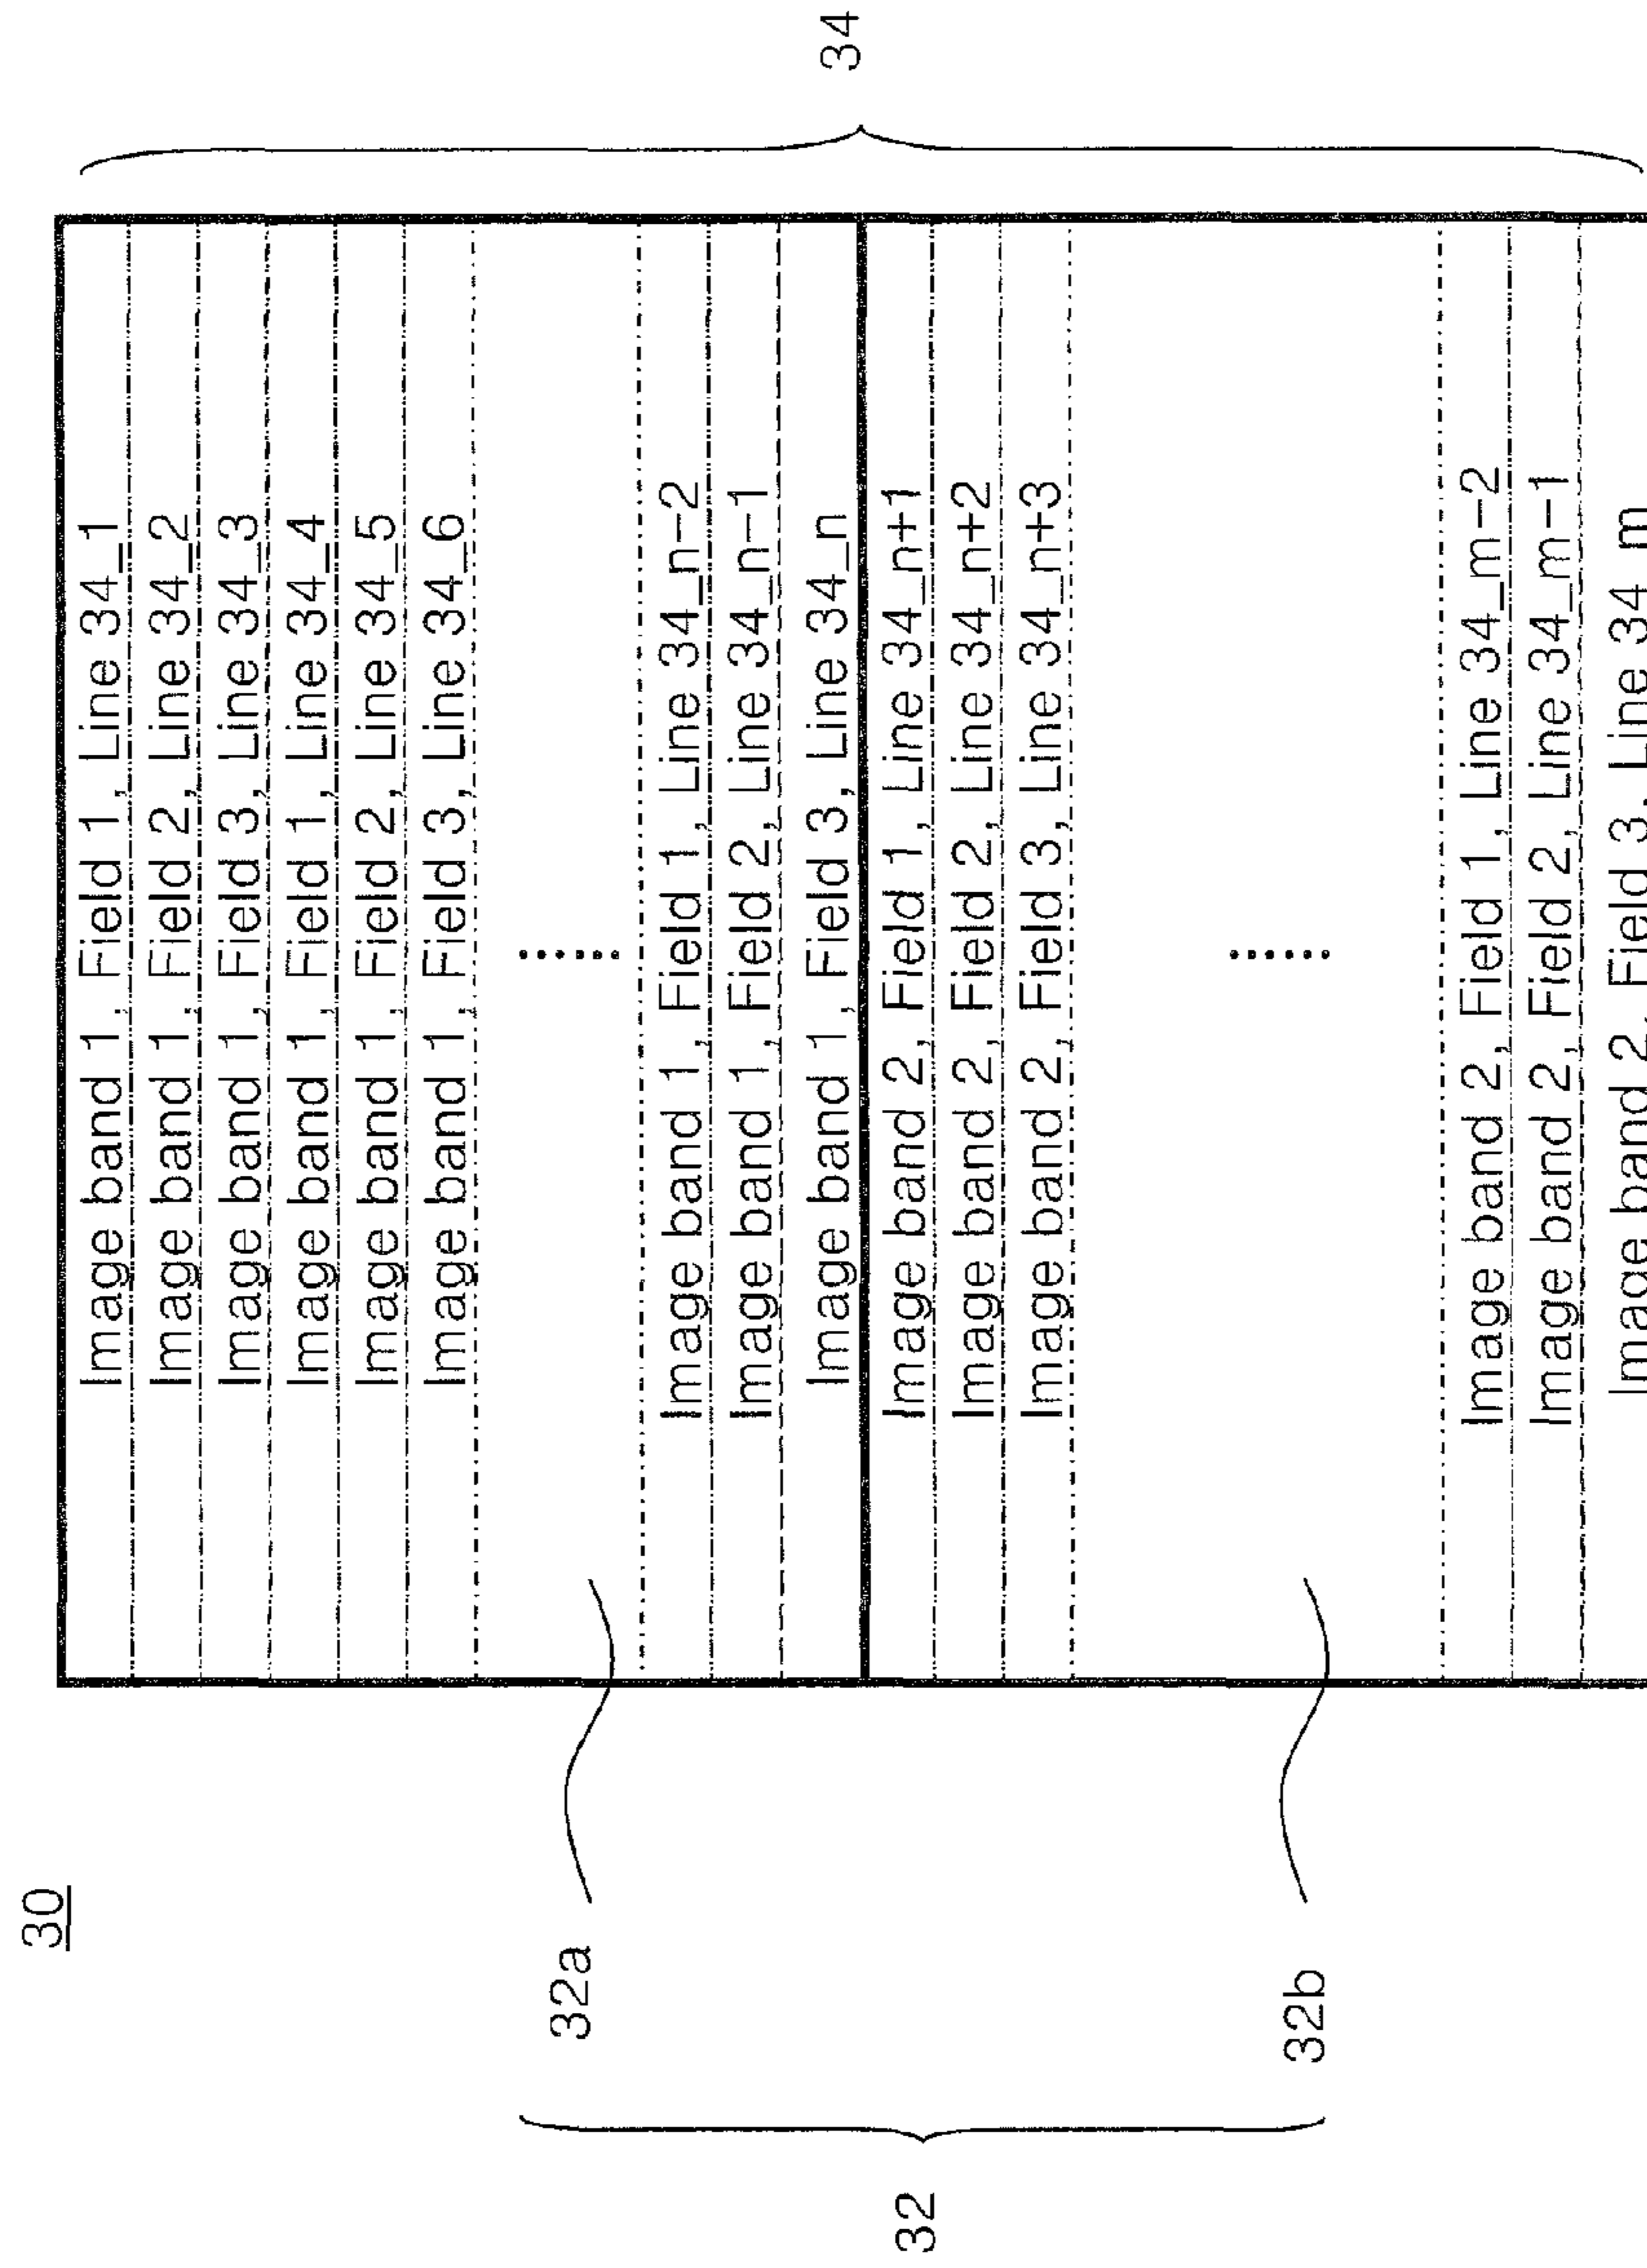 30
Image band 1, Field 1, Line 34_1
Image band 1, Field 2, Line 34_2
Image band 1, Field 3, Line 34_3
Image band 1, Field 1, Line 34_4
Image band 1, Field 2, Line 34_5
Image band 1, Field 3, Line 34_6
......
Image band 1, Field 1, Line 34_n-2
Image band 1, Field 2, Line 34_n-1
Image band 1, Field 3, Line 34_n
Image band 2, Field 1, Line 34_n+1
Image band 2, Field 2, Line 34_n+2
Image band 2, Field 3, Line 34_n+3
......
Image band 2, Field 1, Line 34_m-2
Image band 2, Field 2, Line 34_m-1
Image band 2, Field 3, Line 34_m
32a
32b
32
34